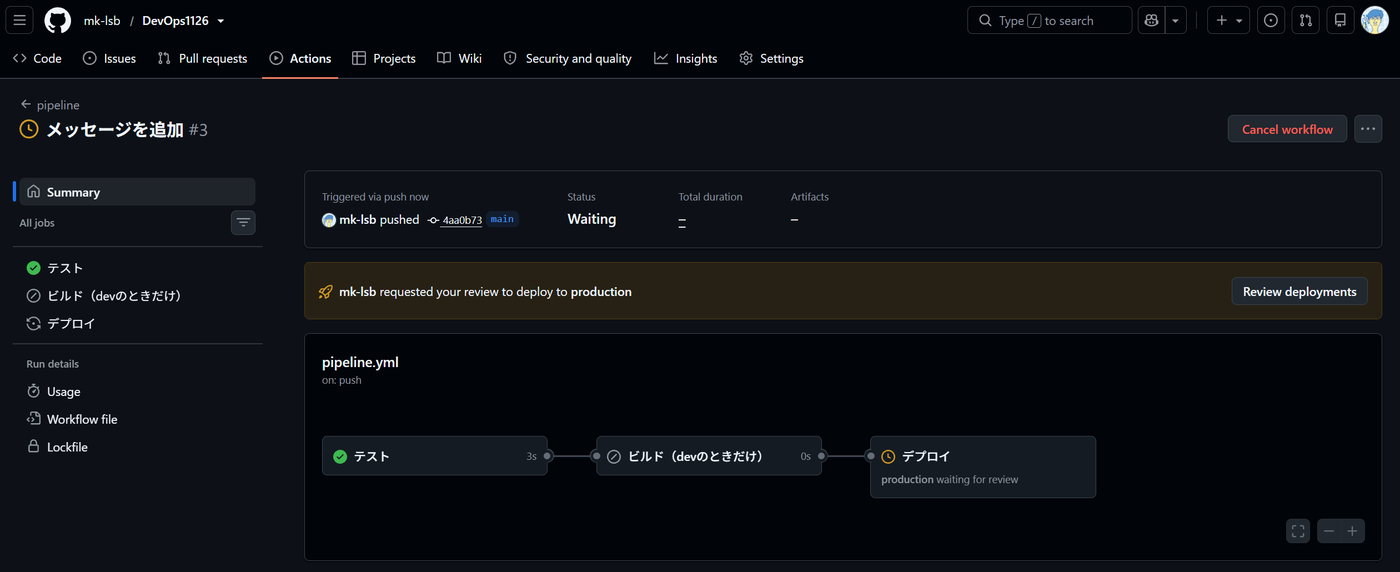 mk-lsb / DevOps1126
Type / to search
Code Issues Pull requests Actions Projects Wiki Security and quality Insights Settings
pipeline
メッセージを追加 #3
Cancel workflow
Summary
All jobs
テスト
ビルド（devのときだけ）
デプロイ
Run details
Usage
Workflow file
Lockfile
Triggered via push now
mk-lsb pushed 4aa0b73 main
Status
Waiting
Total duration
–
Artifacts
–
mk-lsb requested your review to deploy to production
Review deployments
pipeline.yml
on: push
テスト 3s
ビルド（devのときだけ） 0s
デプロイ
production waiting for review